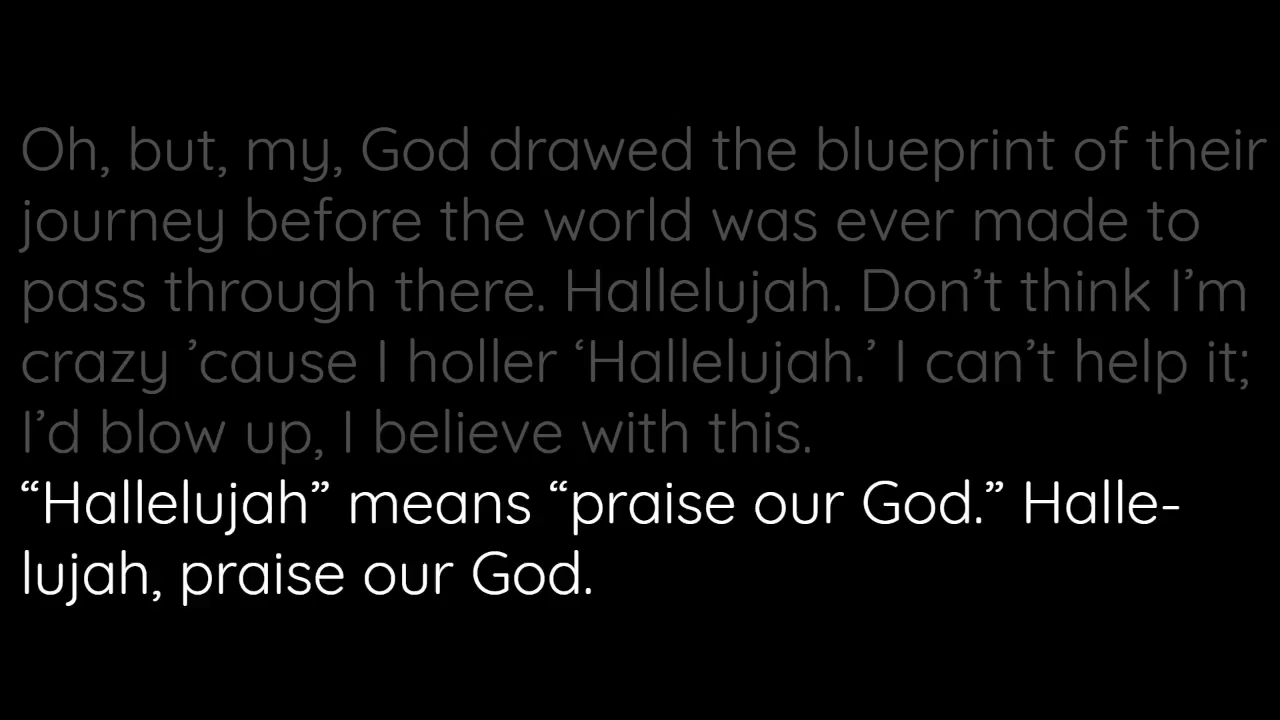 Oh, but, my, God drawed the blueprint of their
journey before the world was ever made to
pass through there. Hallelujah. Don’t think I’m
crazy ’cause I holler ‘Hallelujah.’ I can’t help it;
I’d blow up, I believe with this.
“Hallelujah” means “praise our God.” Halle-
lujah, praise our God.